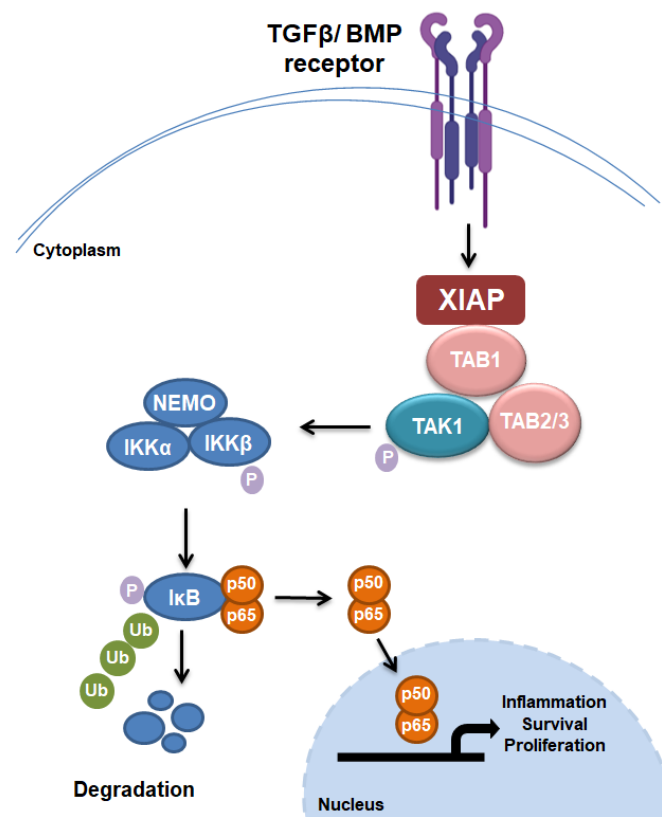 TGFβ/ BMP
receptor
Cytoplasm
XIAP
TAB1
TAK1
TAB2/3
P
NEMO
IKKα
IKKβ
P
P
IκB
p50
p65
p50
p65
Ub
Ub
Ub
Degradation
p50
p65
Inflammation
Survival
Proliferation
Nucleus